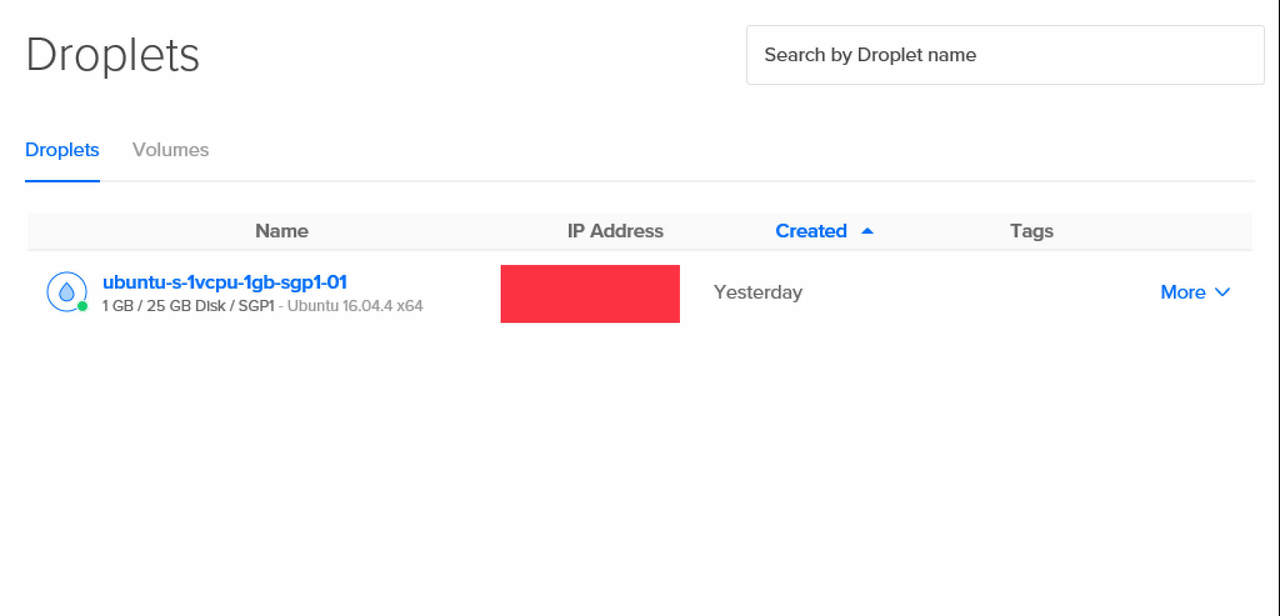 Droplets
Search by Droplet name
Droplets Volumes
Name IP Address Created Tags
ubuntu-s-1vcpu-1gb-sgp1-01
1 GB / 25 GB Disk / SGP1 - Ubuntu 16.04.4 x64
Yesterday
More